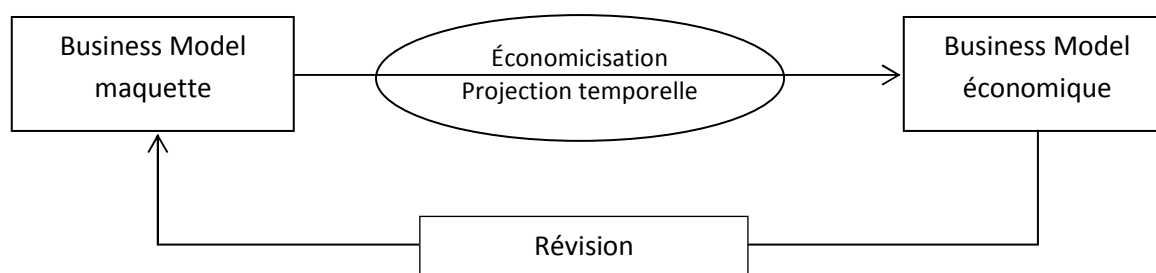 Business Model
maquette
Économicisation
Projection temporelle
Business Model
économique
Révision